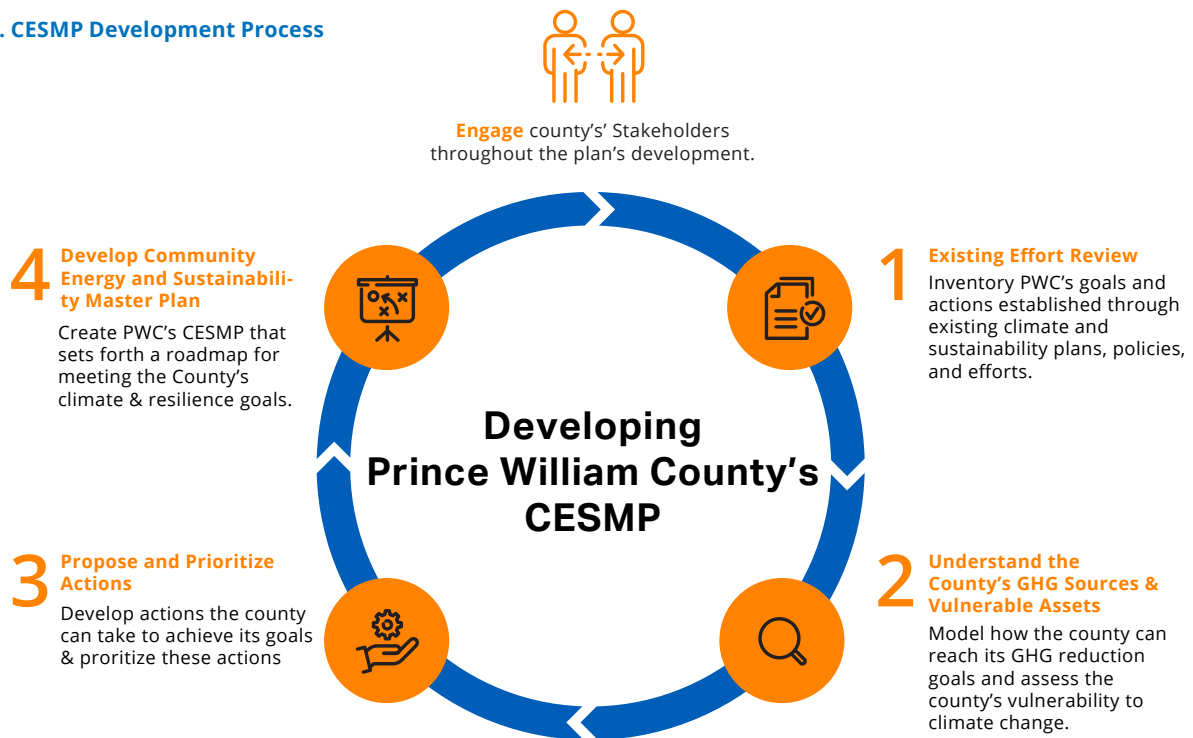 . CESMP Development Process
Engage county's' Stakeholders
throughout the plan's development.
1
Existing Effort Review
Inventory PWC's goals and
actions established through
existing climate and
sustainability plans, policies,
and efforts.
2
Understand the
County's GHG Sources &
Vulnerable Assets
Model how the county can
reach its GHG reduction
goals and assess the
county's vulnerability to
climate change.
3
Propose and Prioritize
Actions
Develop actions the county
can take to achieve its goals
& prioritize these actions
4
Develop Community
Energy and Sustainabili-
ty Master Plan
Create PWC's CESMP that
sets forth a roadmap for
meeting the County's
climate & resilience goals.
Developing
Prince William County's
CESMP